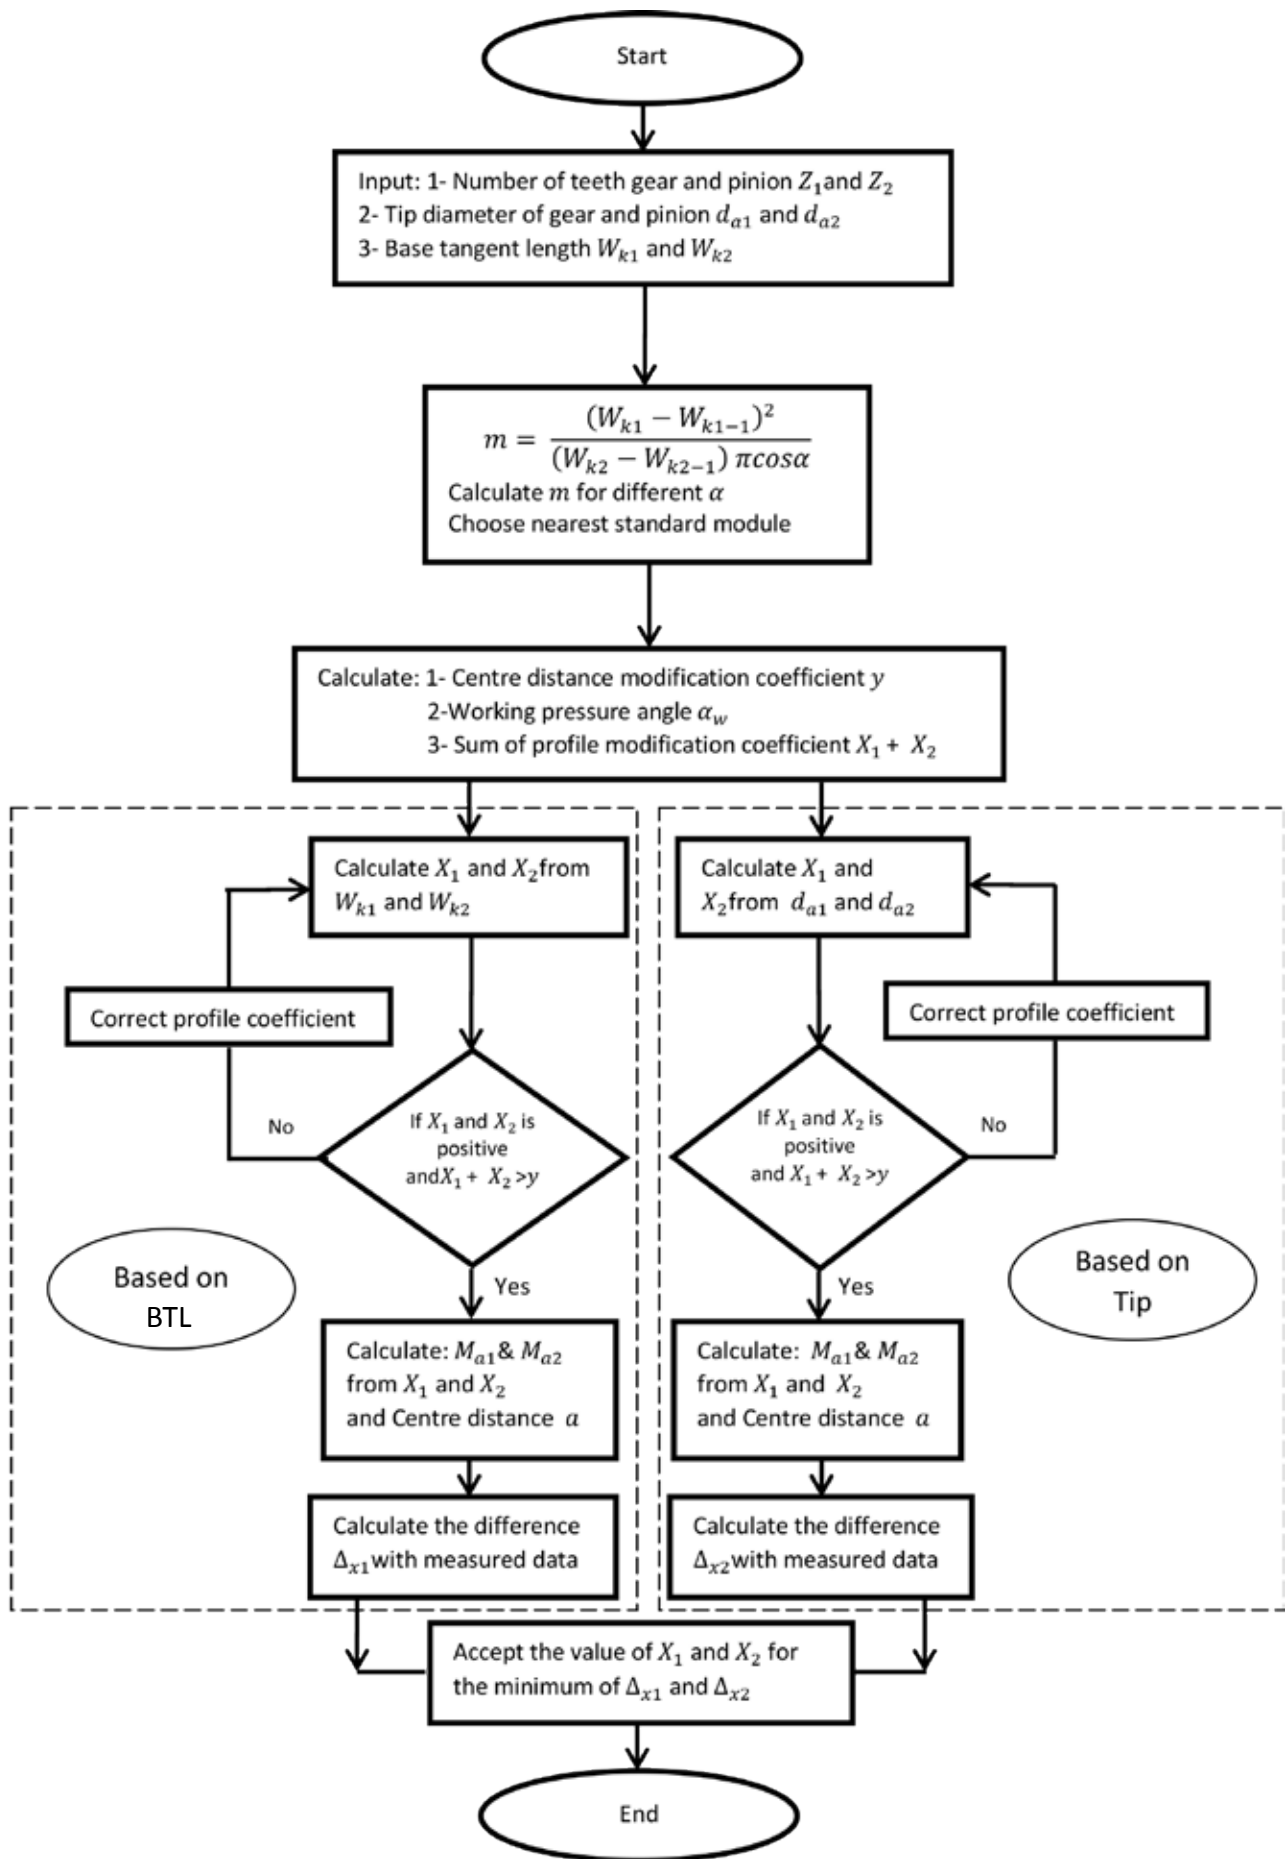 Start
Input: 1- Number of teeth gear and pinion Z₁and Z₂
2- Tip diameter of gear and pinion dₐ₁ and dₐ₂
3- Base tangent length Wₖ₁ and Wₖ₂
m = (Wₖ₁ − Wₖ₁₋₁)² / (Wₖ₂ − Wₖ₂₋₁) πcosα
Calculate m for different α
Choose nearest standard module
Calculate: 1- Centre distance modification coefficient y
2-Working pressure angle α_w
3- Sum of profile modification coefficient X₁ + X₂
Calculate X₁ and X₂from
Wₖ₁ and Wₖ₂
Correct profile coefficient
No
If X₁ and X₂ is
positive
andX₁ + X₂ >y
Yes
Based on
BTL
Calculate: Mₐ₁& Mₐ₂
from X₁ and X₂
and Centre distance a
Calculate the difference
Δₓ₁with measured data
Calculate X₁ and
X₂from dₐ₁ and dₐ₂
Correct profile coefficient
No
If X₁ and X₂ is
positive
and X₁ + X₂ >y
Yes
Based on
Tip
Calculate: Mₐ₁& Mₐ₂
from X₁ and X₂
and Centre distance a
Calculate the difference
Δₓ₂with measured data
Accept the value of X₁ and X₂ for
the minimum of Δₓ₁ and Δₓ₂
End